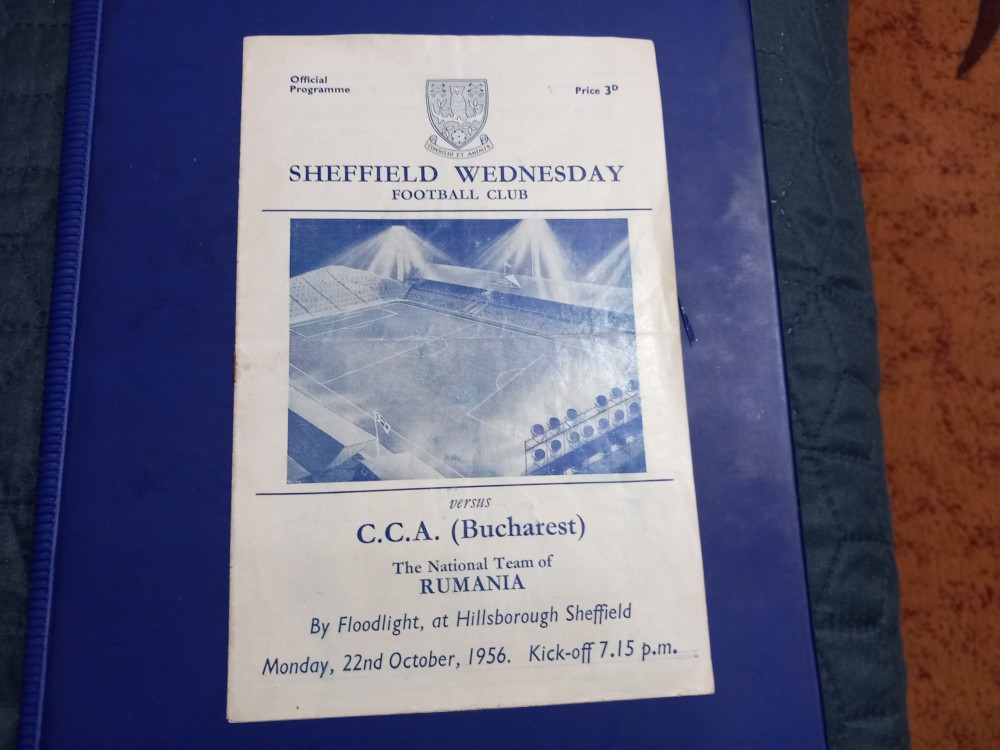 Official
Programme
Price 3D
CONSILIO ET ANIMIS
SHEFFIELD WEDNESDAY
FOOTBALL CLUB
versus
C.C.A. (Bucharest)
The National Team of
RUMANIA
By Floodlight, at Hillsborough Sheffield
Monday, 22nd October, 1956. Kick-off 7.15 p.m.